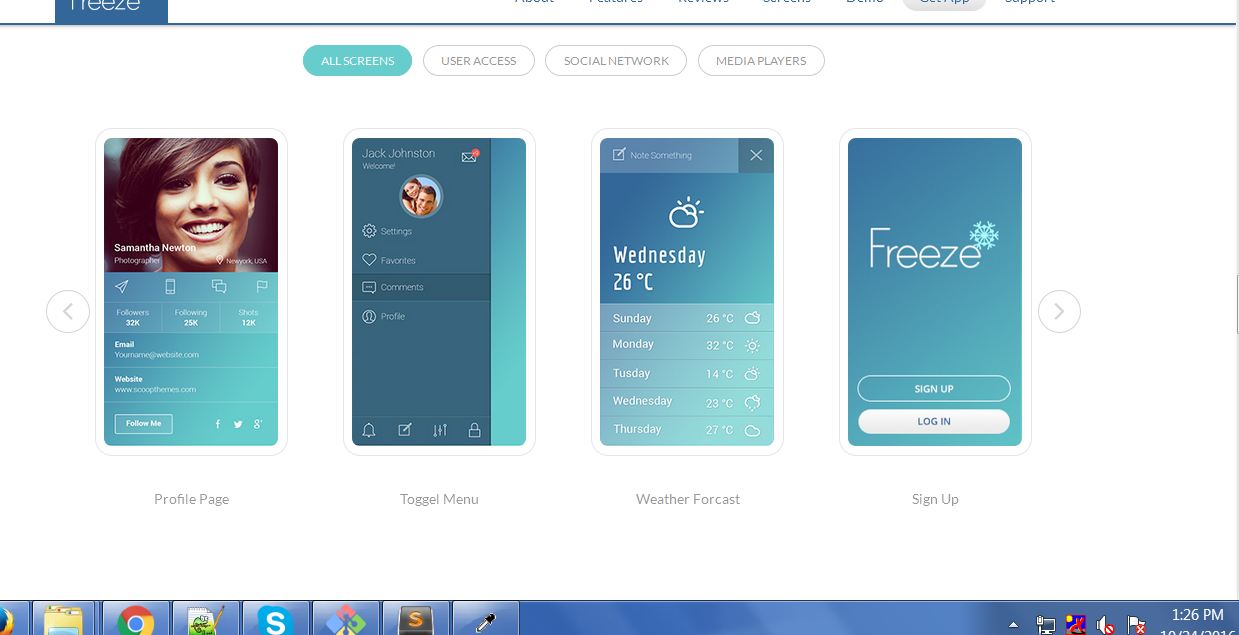 Freeze
About Features Reviews Screens Demo Get App Support
ALL SCREENS USER ACCESS SOCIAL NETWORK MEDIA PLAYERS
Samantha Newton
Photographer Newyork, USA
Followers Following Shots
32K 25K 12K
Email
Yourname@website.com
Website
www.scoopthemes.com
Follow Me
f g+
Profile Page
Jack Johnston
Welcome!
Settings
Favorites
Comments
Profile
Toggel Menu
Note Something
Wednesday
26 °C
Sunday 26 °C
Monday 32 °C
Tusday 14 °C
Wednesday 23 °C
Thursday 27 °C
Weather Forcast
Freeze
SIGN UP
LOG IN
Sign Up
S S
1:26 PM
10/24/2016